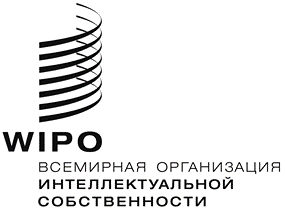 WIPO
ВСЕМИРНАЯ ОРГАНИЗАЦИЯ
ИНТЕЛЛЕКТУАЛЬНОЙ
СОБСТВЕННОСТИ